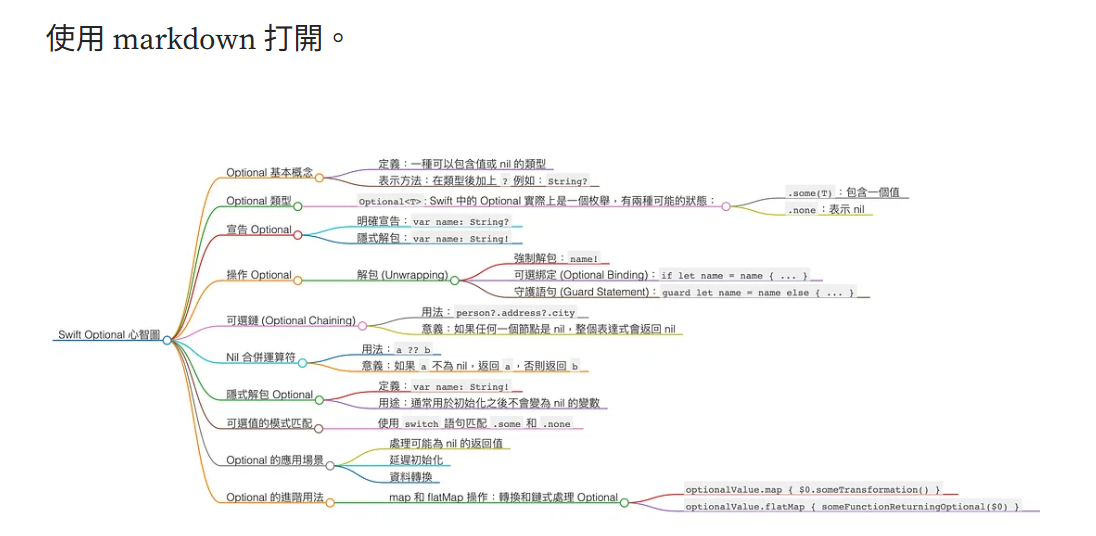 使用 markdown 打開。
Swift Optional 心智圖
Optional 基本概念
定義：一種可以包含值或 nil 的類型
表示方法：在類型後加上 ? 例如： String?
Optional 類型
Optional<T> : Swift 中的 Optional 實際上是一個枚舉，有兩種可能的狀態：
.some(T) ：包含一個值
.none ：表示 nil
宣告 Optional
明確宣告： var name: String?
隱式解包： var name: String!
操作 Optional
解包 (Unwrapping)
強制解包： name!
可選綁定 (Optional Binding)： if let name = name { ... }
守護語句 (Guard Statement)： guard let name = name else { ... }
可選鏈 (Optional Chaining)
用法： person?.address?.city
意義：如果任何一個節點是 nil，整個表達式會返回 nil
Nil 合併運算符
用法： a ?? b
意義：如果 a 不為 nil，返回 a ，否則返回 b
隱式解包 Optional
定義： var name: String!
用途：通常用於初始化之後不會變為 nil 的變數
可選值的模式匹配
使用 switch 語句匹配 .some 和 .none
Optional 的應用場景
處理可能為 nil 的返回值
延遲初始化
資料轉換
Optional 的進階用法
map 和 flatMap 操作：轉換和鏈式處理 Optional
optionalValue.map { $0.someTransformation() }
optionalValue.flatMap { someFunctionReturningOptional($0) }